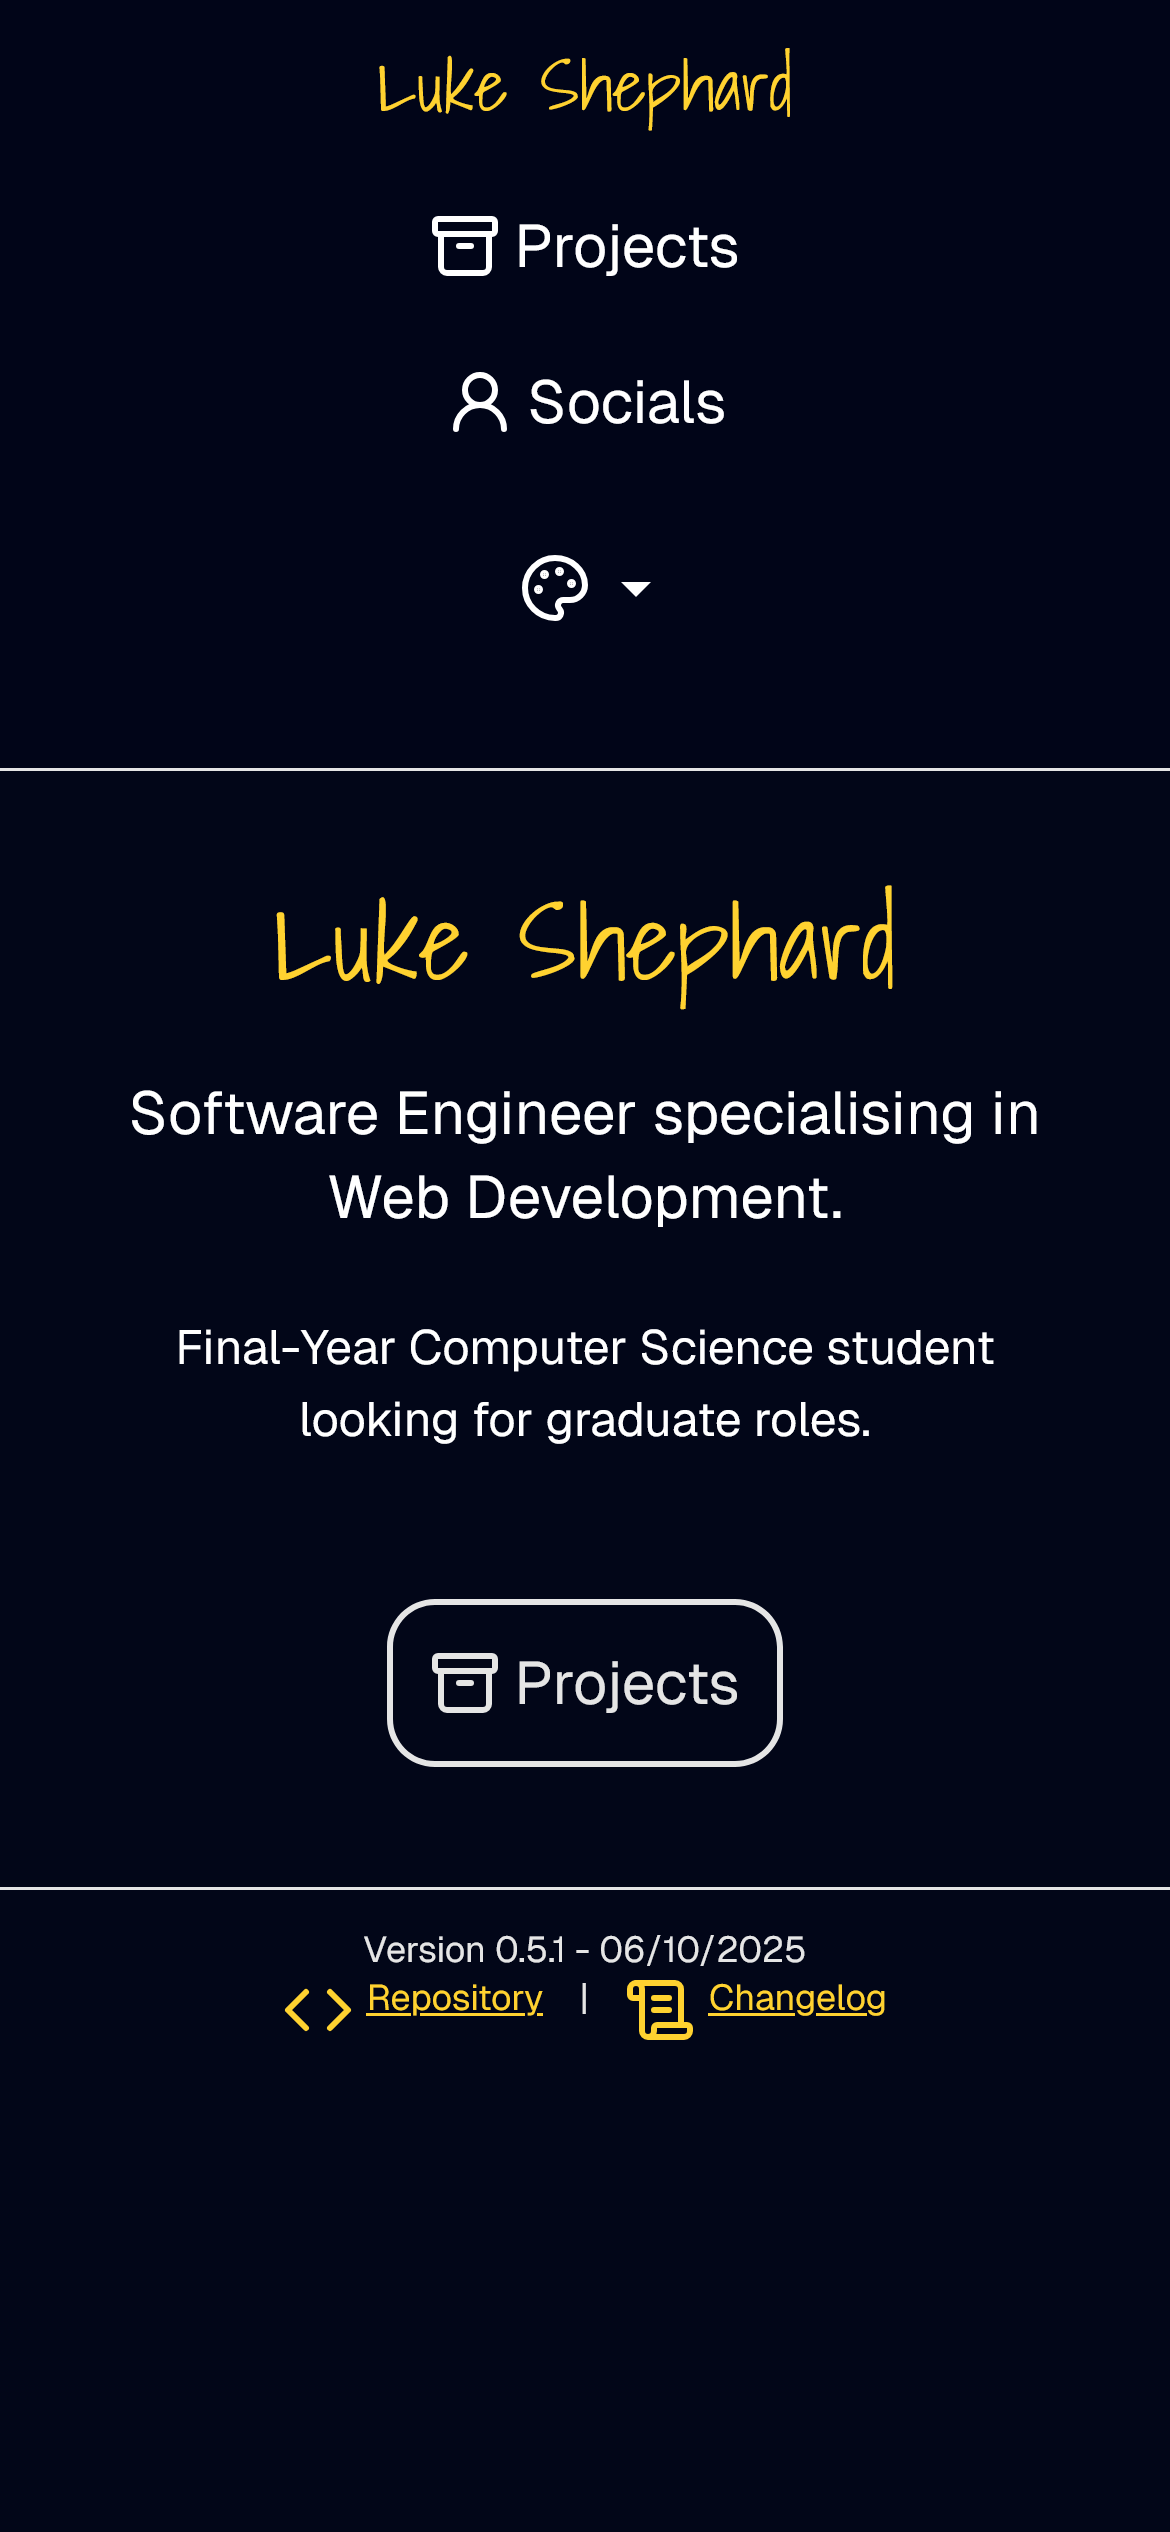 Luke Shephard
Projects
Socials
Luke Shephard
Software Engineer specialising in
Web Development.
Final-Year Computer Science student
looking for graduate roles.
Projects
Version 0.5.1 - 06/10/2025
Repository | Changelog